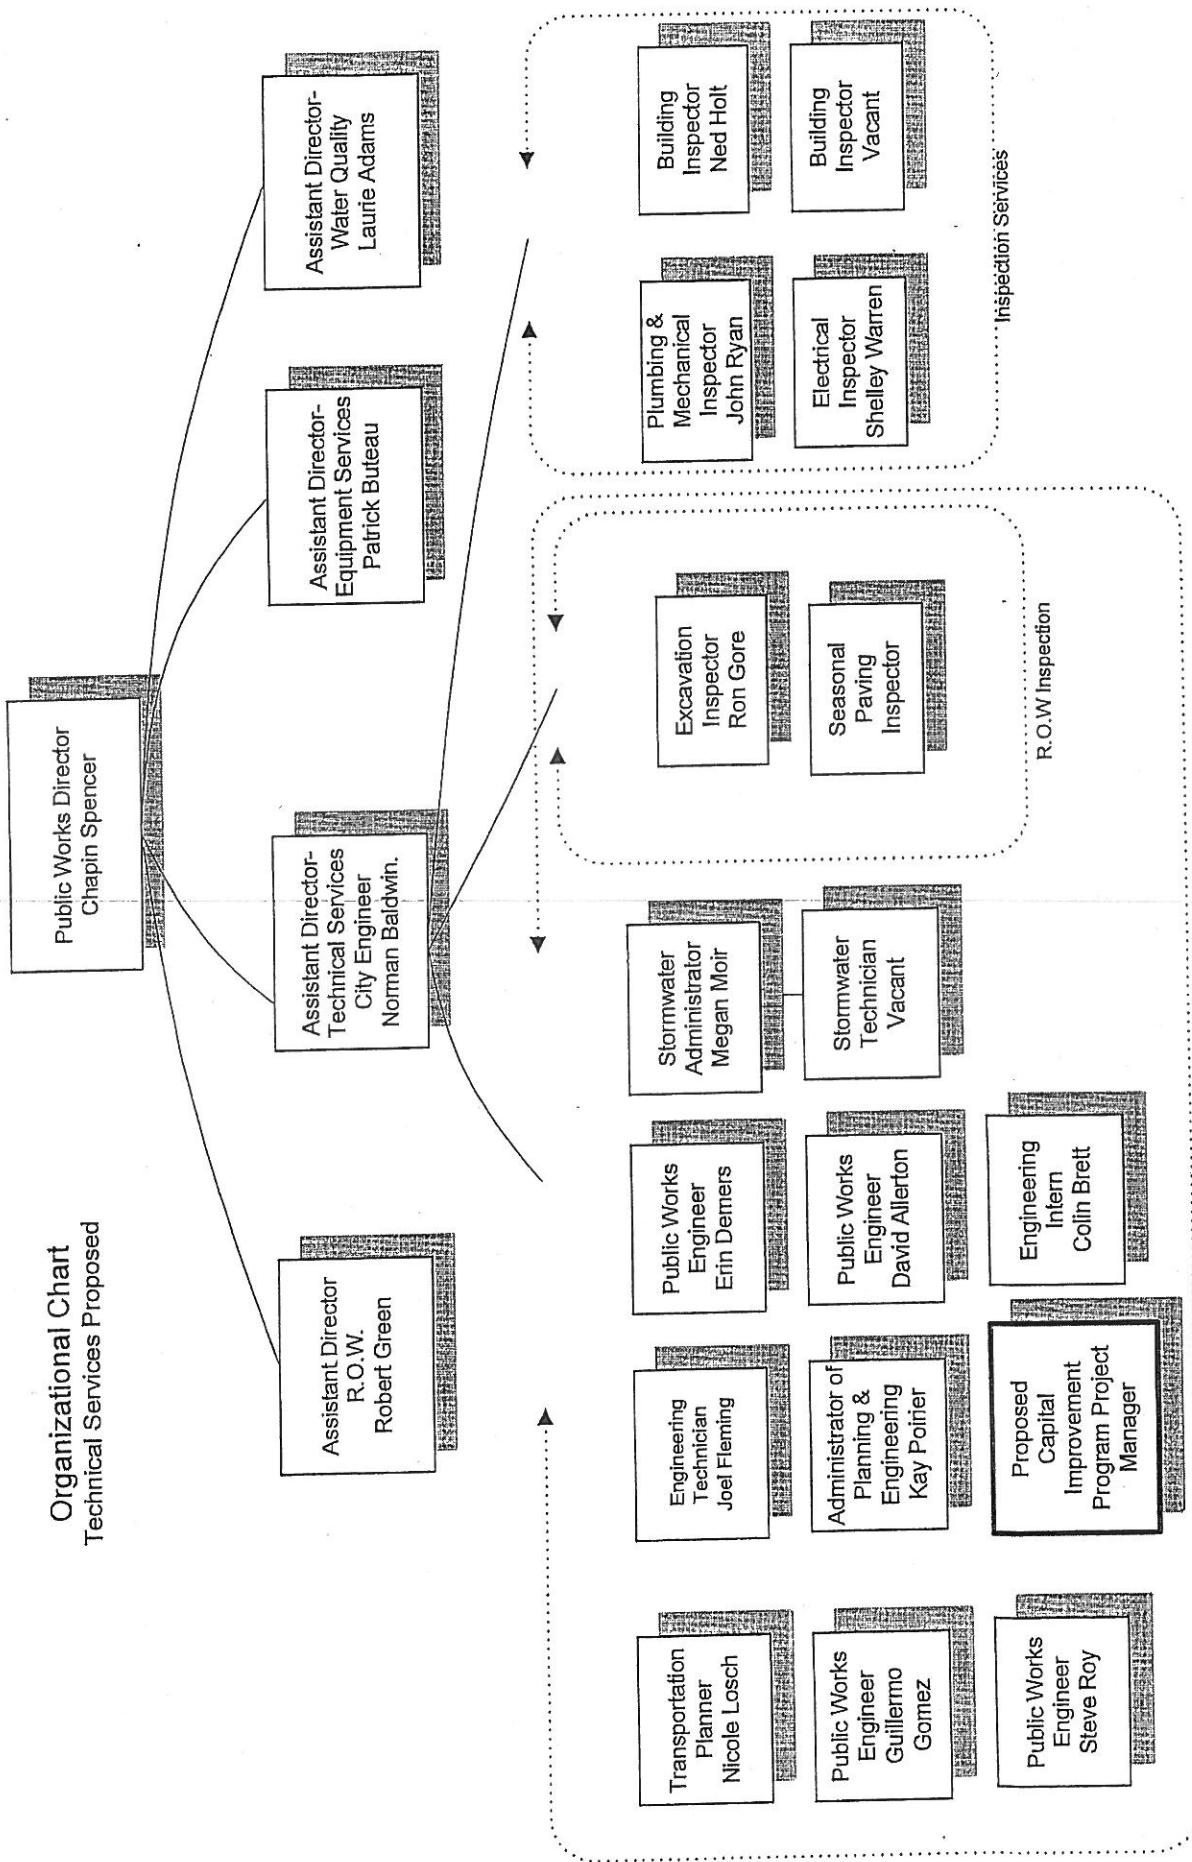 Organizational Chart
Technical Services Proposed
Public Works Director
Chapin Spencer
Assistant Director
R.O.W.
Robert Green
Assistant Director-
Technical Services
City Engineer
Norman Baldwin.
Assistant Director-
Equipment Services
Patrick Buteau
Assistant Director-
Water Quality
Laurie Adams
Transportation
Planner
Nicole Losch
Engineering
Technician
Joel Fleming
Public Works
Engineer
Erin Demers
Stormwater
Administrator
Megan Moir
Excavation
Inspector
Ron Gore
Plumbing &
Mechanical
Inspector
John Ryan
Building
Inspector
Ned Holt
Public Works
Engineer
Guillermo
Gomez
Administrator of
Planning &
Engineering
Kay Poirier
Public Works
Engineer
David Allerton
Stormwater
Technician
Vacant
Seasonal
Paving
Inspector
Electrical
Inspector
Shelley Warren
Building
Inspector
Vacant
Public Works
Engineer
Steve Roy
Proposed
Capital
Improvement
Program Project
Manager
Engineering
Intern
Colin Brett
R.O.W Inspection
Inspection Services